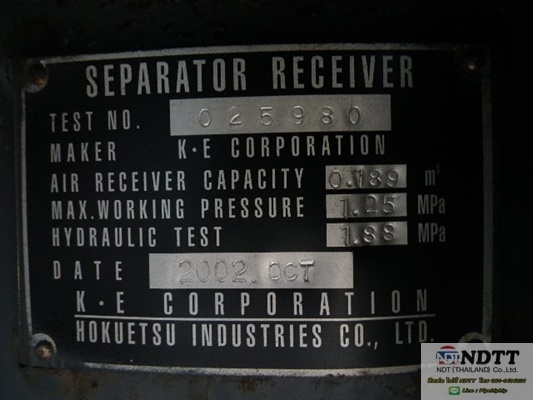 SEPARATOR RECEIVER
TEST NO. 025980
MAKER K·E CORPORATION
AIR RECEIVER CAPACITY 0.189 m³
MAX.WORKING PRESSURE 1.25 MPa
HYDRAULIC TEST 1.88 MPa
DATE 2002.OCT
K·E CORPORATION
HOKUETSU INDUSTRIES CO., LTD.
NDT NDTT
NDT (THAILAND) Co.,Ltd.